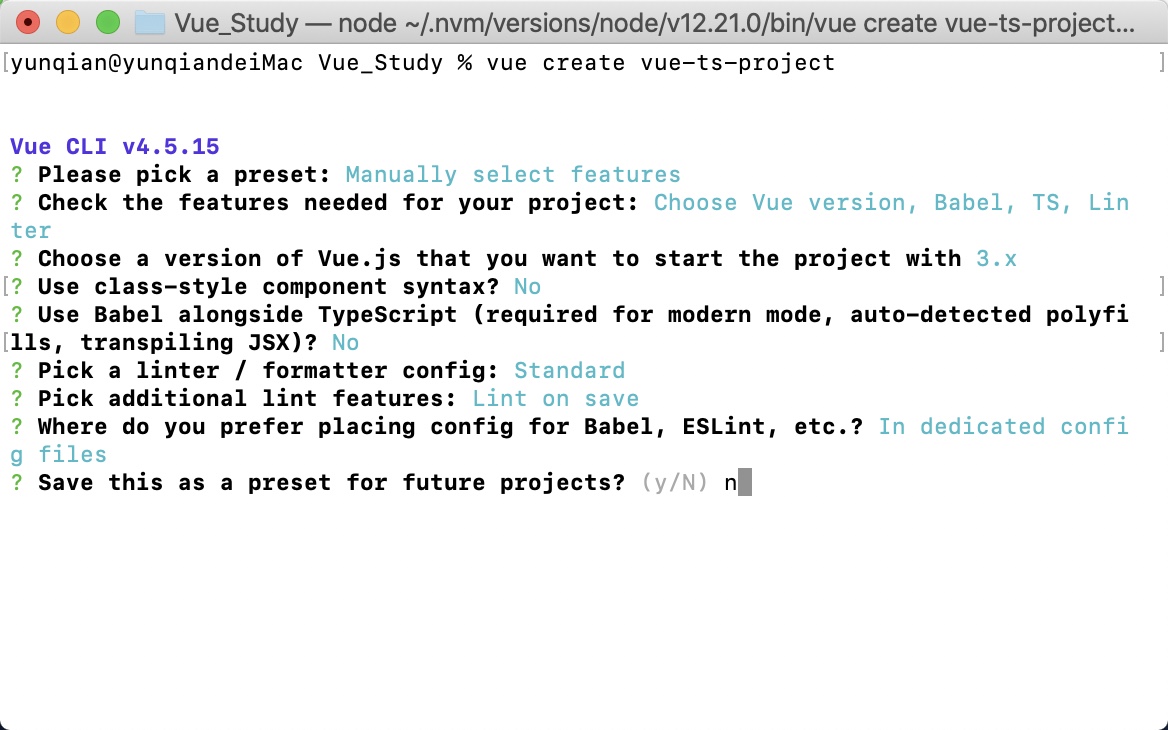 Vue_Study — node ~/.nvm/versions/node/v12.21.0/bin/vue create vue-ts-project...
[yunqian@yunqiandeiMac Vue_Study % vue create vue-ts-project ]
Vue CLI v4.5.15
? Please pick a preset: Manually select features
? Check the features needed for your project: Choose Vue version, Babel, TS, Lin
ter
? Choose a version of Vue.js that you want to start the project with 3.x
[? Use class-style component syntax? No ]
? Use Babel alongside TypeScript (required for modern mode, auto-detected polyfi
[lls, transpiling JSX)? No ]
? Pick a linter / formatter config: Standard
? Pick additional lint features: Lint on save
? Where do you prefer placing config for Babel, ESLint, etc.? In dedicated confi
g files
? Save this as a preset for future projects? (y/N) n